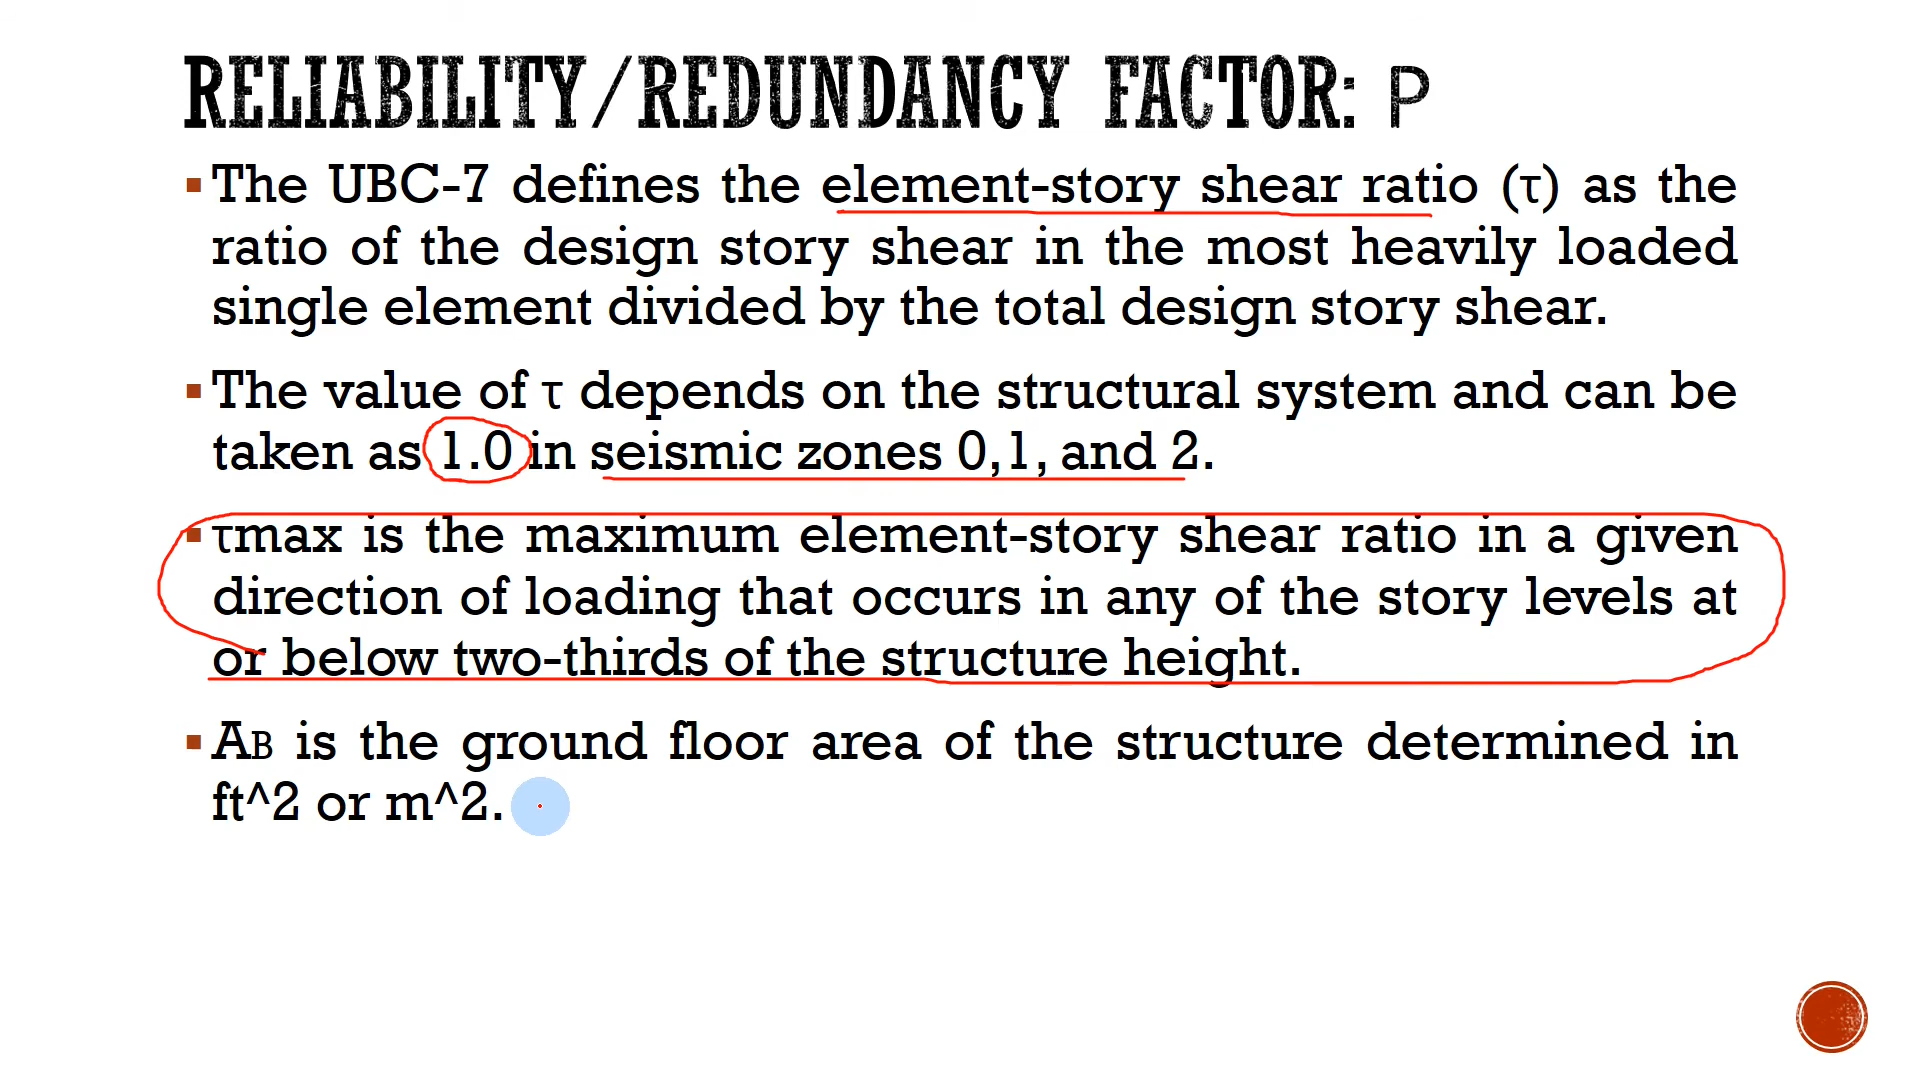 RELIABILITY/REDUNDANCY FACTOR: Ρ
▪The UBC-7 defines the element-story shear ratio (τ) as the
ratio of the design story shear in the most heavily loaded
single element divided by the total design story shear.
▪The value of τ depends on the structural system and can be
taken as 1.0 in seismic zones 0,1, and 2.
▪τmax is the maximum element-story shear ratio in a given
direction of loading that occurs in any of the story levels at
or below two-thirds of the structure height.
▪AB is the ground floor area of the structure determined in
ft^2 or m^2.